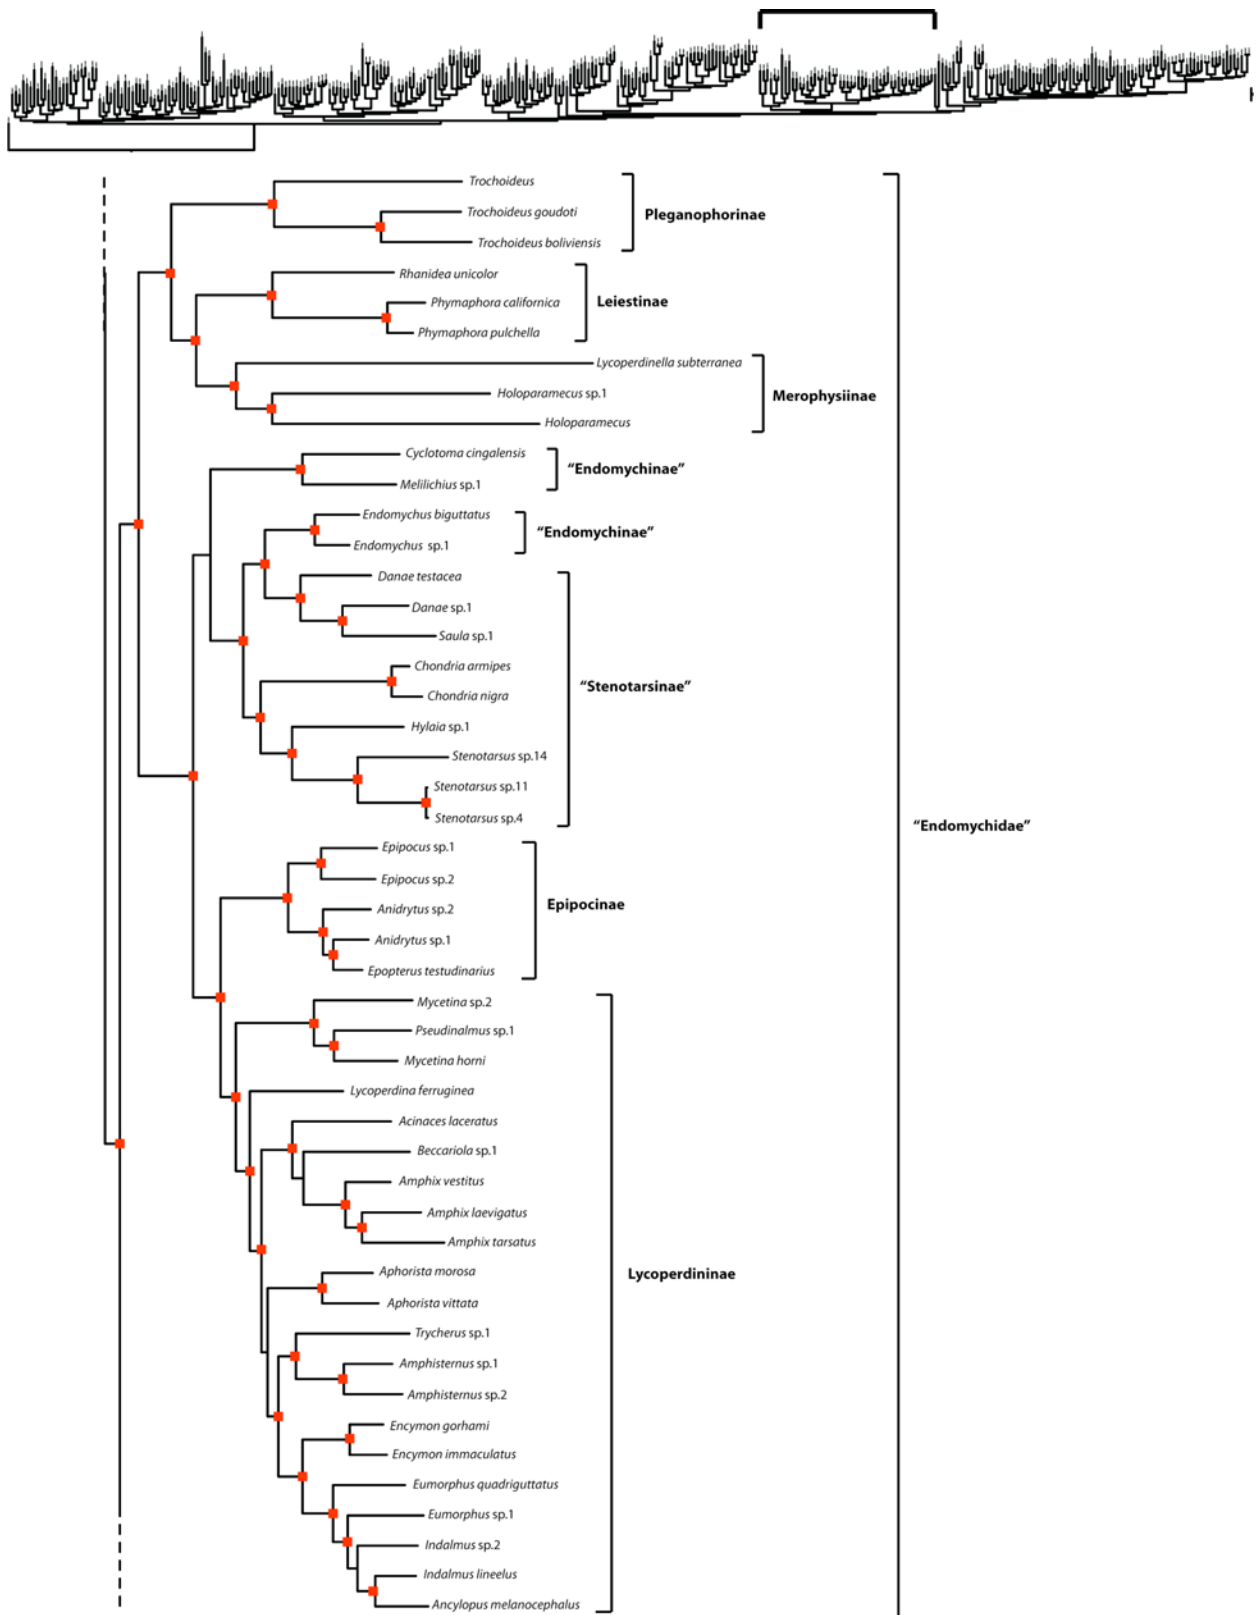 Trochoideus
Trochoideus goudoti
Pleganophorinae
Trochoideus boliviensis
Rhanidea unicolor
Phymaphora californica
Leiestinae
Phymaphora pulchella
Lycoperdinella subterranea
Holoparamecus sp.1
Merophysiinae
Holoparamecus
Cyclotoma cingalensis
“Endomychinae”
Melilichius sp.1
Endomychus biguttatus
“Endomychinae”
Endomychus sp.1
Danae testacea
Danae sp.1
Saula sp.1
Chondria armipes
“Stenotarsinae”
Chondria nigra
Hylaia sp.1
Stenotarsus sp.14
Stenotarsus sp.11
Stenotarsus sp.4
“Endomychidae”
Epipocus sp.1
Epipocus sp.2
Epipocinae
Anidrytus sp.2
Anidrytus sp.1
Epopterus testudinarius
Mycetina sp.2
Pseudinalmus sp.1
Mycetina horni
Lycoperdina ferruginea
Acinaces laceratus
Beccariola sp.1
Amphix vestitus
Amphix laevigatus
Amphix tarsatus
Aphorista morosa
Lycoperdininae
Aphorista vittata
Trycherus sp.1
Amphisternus sp.1
Amphisternus sp.2
Encymon gorhami
Encymon immaculatus
Eumorphus quadriguttatus
Eumorphus sp.1
Indalmus sp.2
Indalmus lineelus
Ancylopus melanocephalus